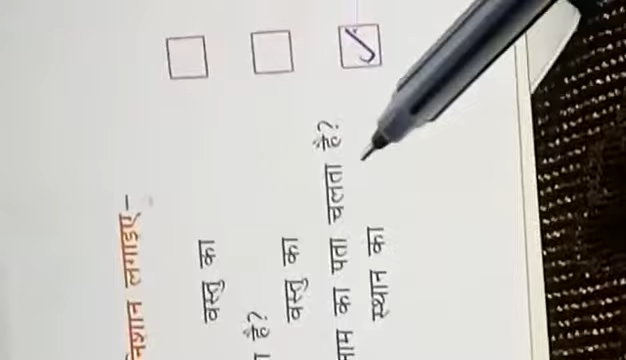 निशान लगाइए–
वस्तु का
है?
वस्तु का
नाम का पता चलता है?
स्थान का